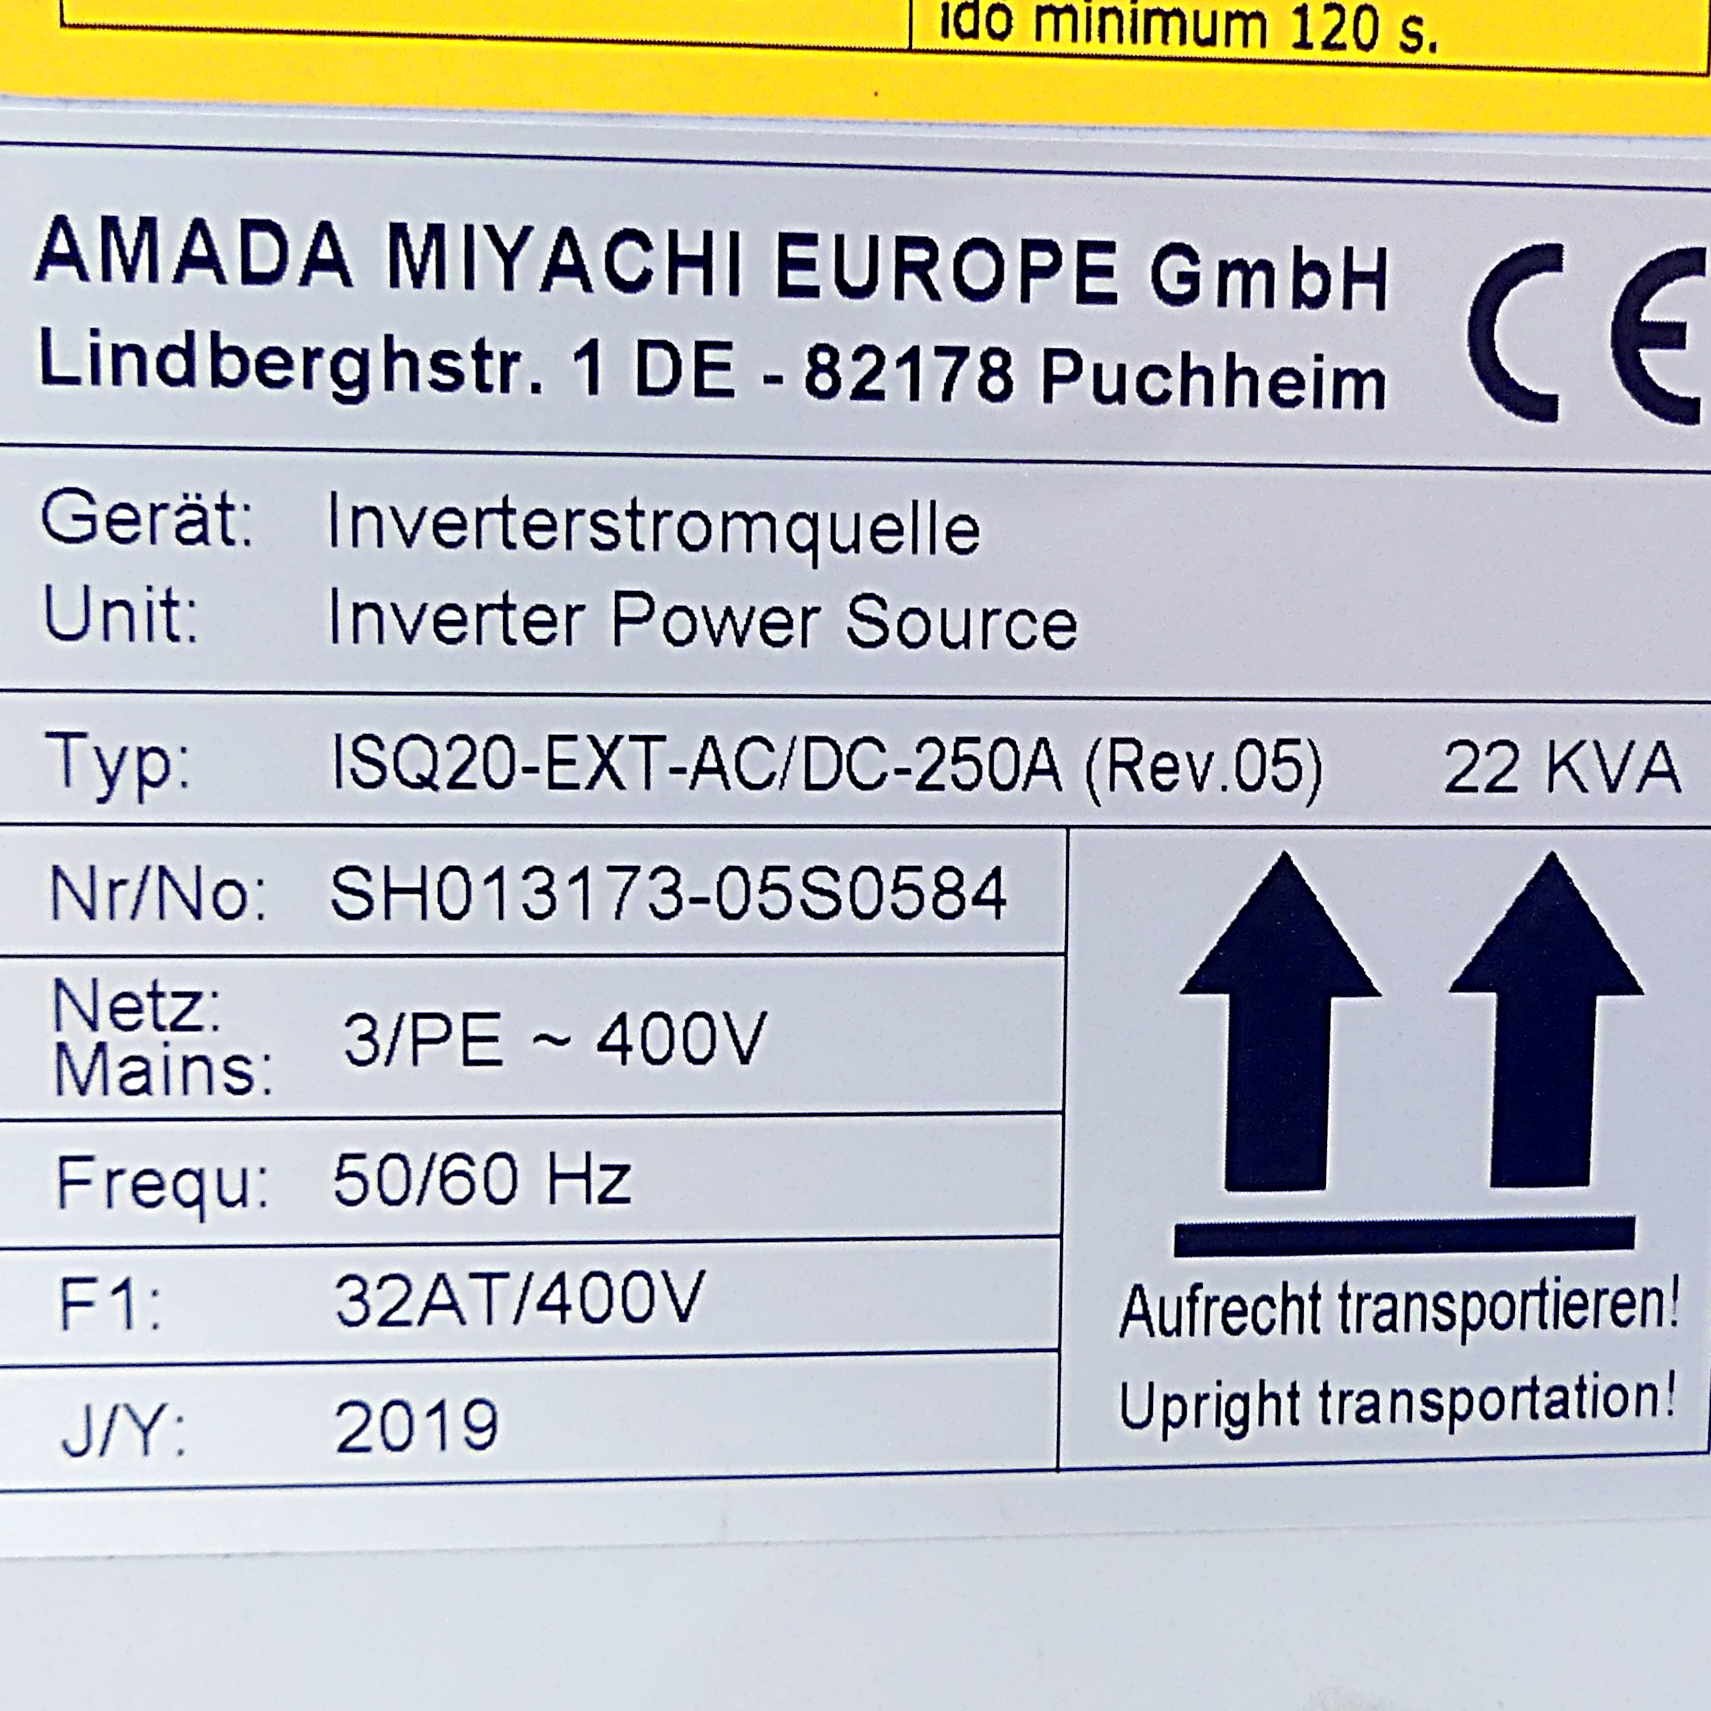 minimum 120 s.
AMADA MIYACHI EUROPE GmbH CE
Lindberghstr. 1 DE - 82178 Puchheim
Gerät: Inverterstromquelle
Unit: Inverter Power Source
Typ: ISQ20-EXT-AC/DC-250A (Rev.05) 22 KVA
Nr/No: SH013173-05S0584
Netz:
Mains: 3/PE ~ 400V
Frequ: 50/60 Hz
F1: 32AT/400V
J/Y: 2019
Aufrecht transportieren!
Upright transportation!